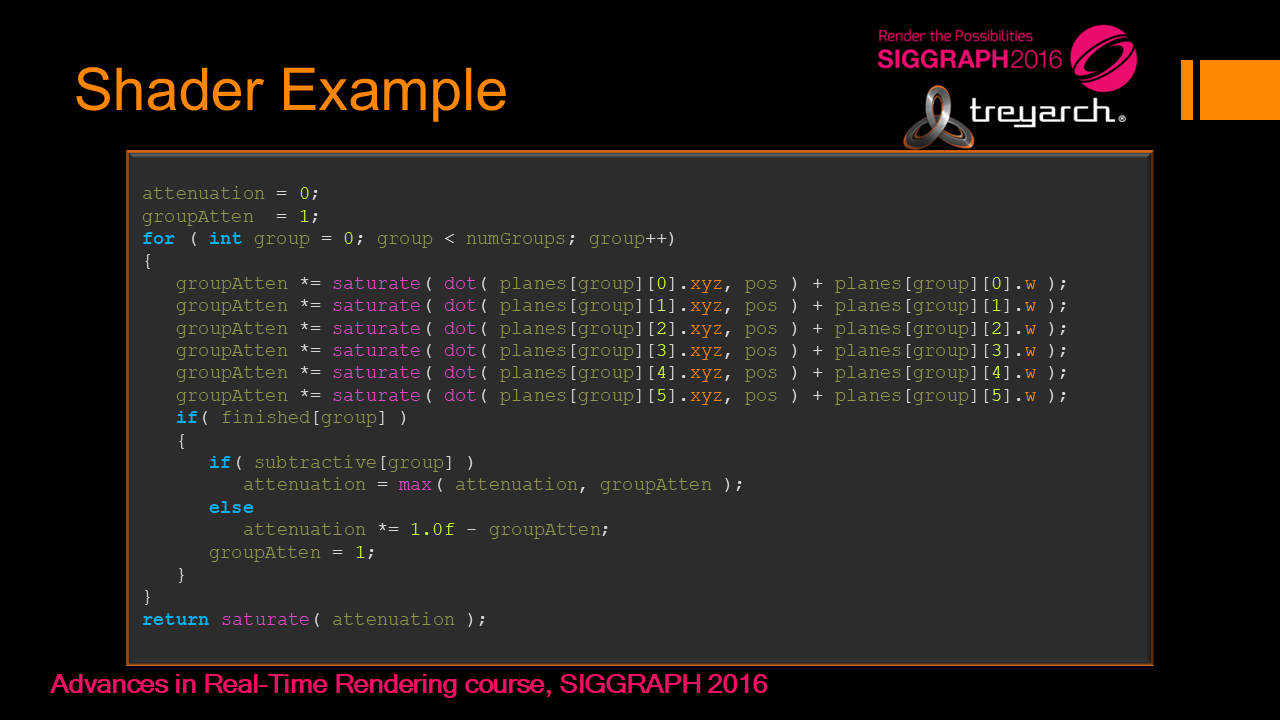 Shader Example
Render the Possibilities
SIGGRAPH2016
treyarch®
attenuation = 0;
groupAtten  = 1;
for ( int group = 0; group < numGroups; group++)
{
   groupAtten *= saturate( dot( planes[group][0].xyz, pos ) + planes[group][0].w );
   groupAtten *= saturate( dot( planes[group][1].xyz, pos ) + planes[group][1].w );
   groupAtten *= saturate( dot( planes[group][2].xyz, pos ) + planes[group][2].w );
   groupAtten *= saturate( dot( planes[group][3].xyz, pos ) + planes[group][3].w );
   groupAtten *= saturate( dot( planes[group][4].xyz, pos ) + planes[group][4].w );
   groupAtten *= saturate( dot( planes[group][5].xyz, pos ) + planes[group][5].w );
   if( finished[group] )
   {
      if( subtractive[group] )
         attenuation = max( attenuation, groupAtten );
      else
         attenuation *= 1.0f - groupAtten;
      groupAtten = 1;
   }
}
return saturate( attenuation );
Advances in Real-Time Rendering course, SIGGRAPH 2016